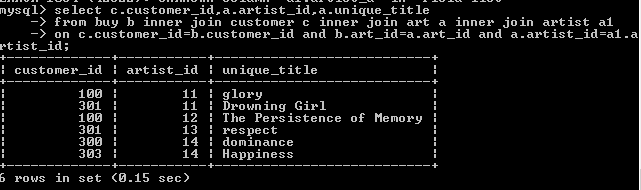 mysql> select c.customer_id,a.artist_id,a.unique_title
-> from buy b inner join customer c inner join art a inner join artist a1
-> on c.customer_id=b.customer_id and b.art_id=a.art_id and a.artist_id=a1.a
rtist_id;
+-------------+-----------+---------------------------+
| customer_id | artist_id | unique_title |
+-------------+-----------+---------------------------+
| 100 | 11 | glory |
| 301 | 11 | Drowning Girl |
| 100 | 12 | The Persistence of Memory |
| 301 | 13 | respect |
| 300 | 14 | dominance |
| 303 | 14 | Happiness |
+-------------+-----------+---------------------------+
6 rows in set (0.15 sec)